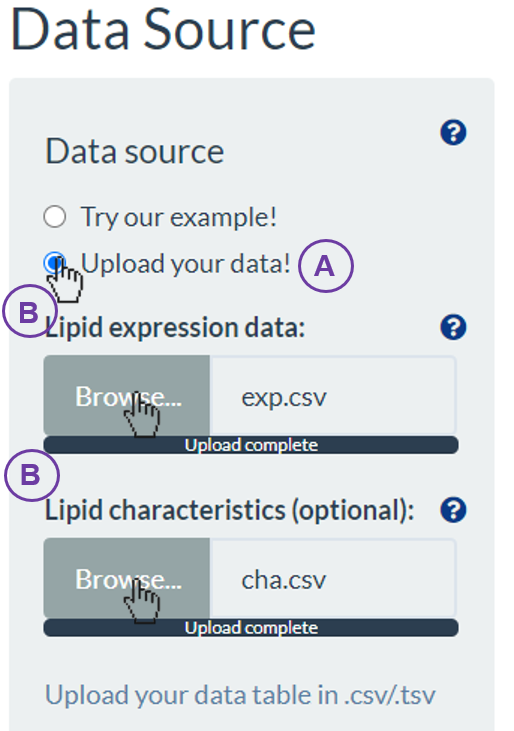 Data Source
Data source
Try our example!
Upload your data! A
B
Lipid expression data:
Browse... exp.csv
Upload complete
B
Lipid characteristics (optional):
Browse... cha.csv
Upload complete
Upload your data table in .csv/.tsv